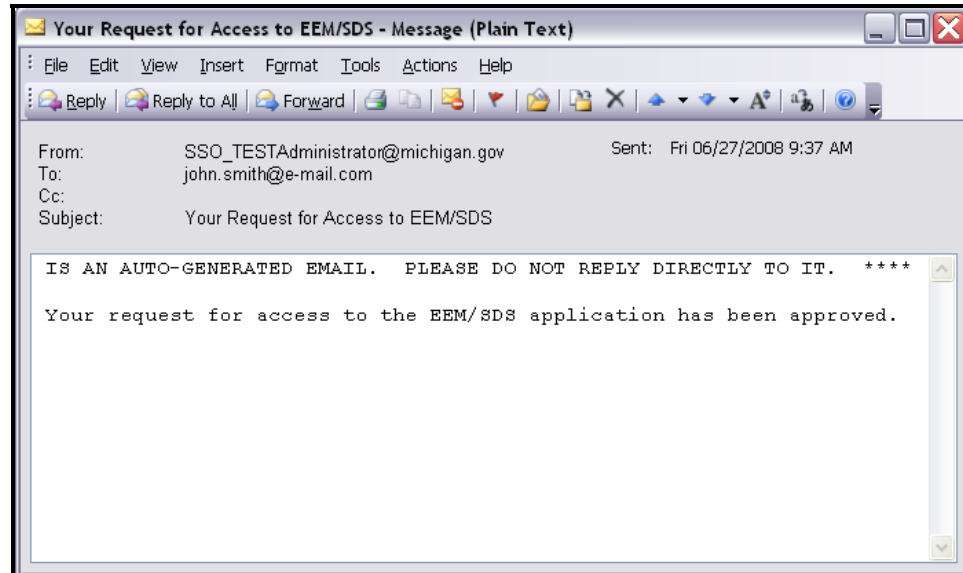 Your Request for Access to EEM/SDS - Message (Plain Text)
File Edit View Insert Format Tools Actions Help
Reply Reply to All Forward
From: SSO_TESTAdministrator@michigan.gov Sent: Fri 06/27/2008 9:37 AM
To: john.smith@e-mail.com
Cc:
Subject: Your Request for Access to EEM/SDS
IS AN AUTO-GENERATED EMAIL. PLEASE DO NOT REPLY DIRECTLY TO IT. ****
Your request for access to the EEM/SDS application has been approved.